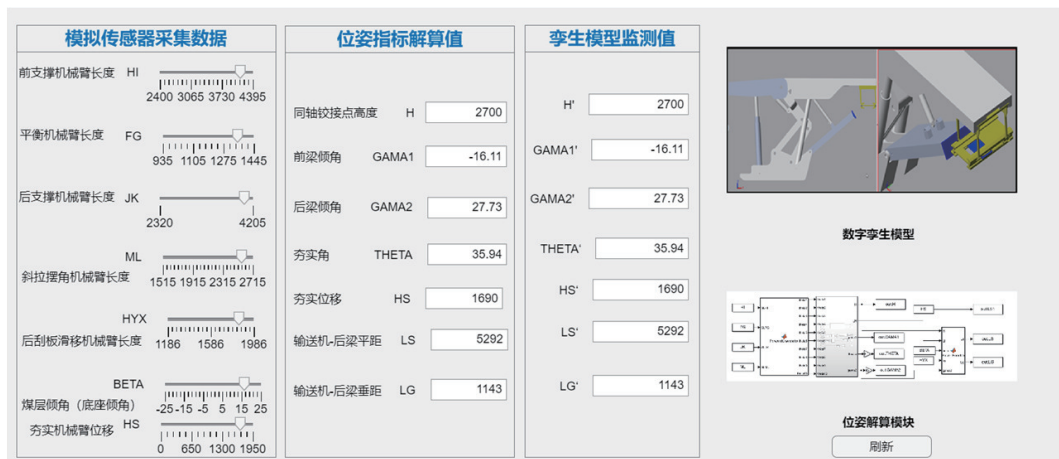 模拟传感器采集数据
前支撑机械臂长度 HI
2400 3065 3730 4395
平衡机械臂长度 FG
935 1105 1275 1445
后支撑机械臂长度 JK
2320 4205
ML
斜拉摆角机械臂长度
1515 1915 2315 2715
HYX
后刮板滑移机械臂长度
1186 1586 1986
BETA
煤层倾角（底座倾角）
-25 -15 -5 5 15 25
夯实机械臂位移 HS
0 650 1300 1950
位姿指标解算值
同轴铰接点高度 H 2700
前梁倾角 GAMA1 -16.11
后梁倾角 GAMA2 27.73
夯实角 THETA 35.94
夯实位移 HS 1690
输送机-后梁平距 LS 5292
输送机-后梁垂距 LG 1143
孪生模型监测值
H' 2700
GAMA1' -16.11
GAMA2' 27.73
THETA' 35.94
HS' 1690
LS' 5292
LG' 1143
数字孪生模型
位姿解算模块
刷新